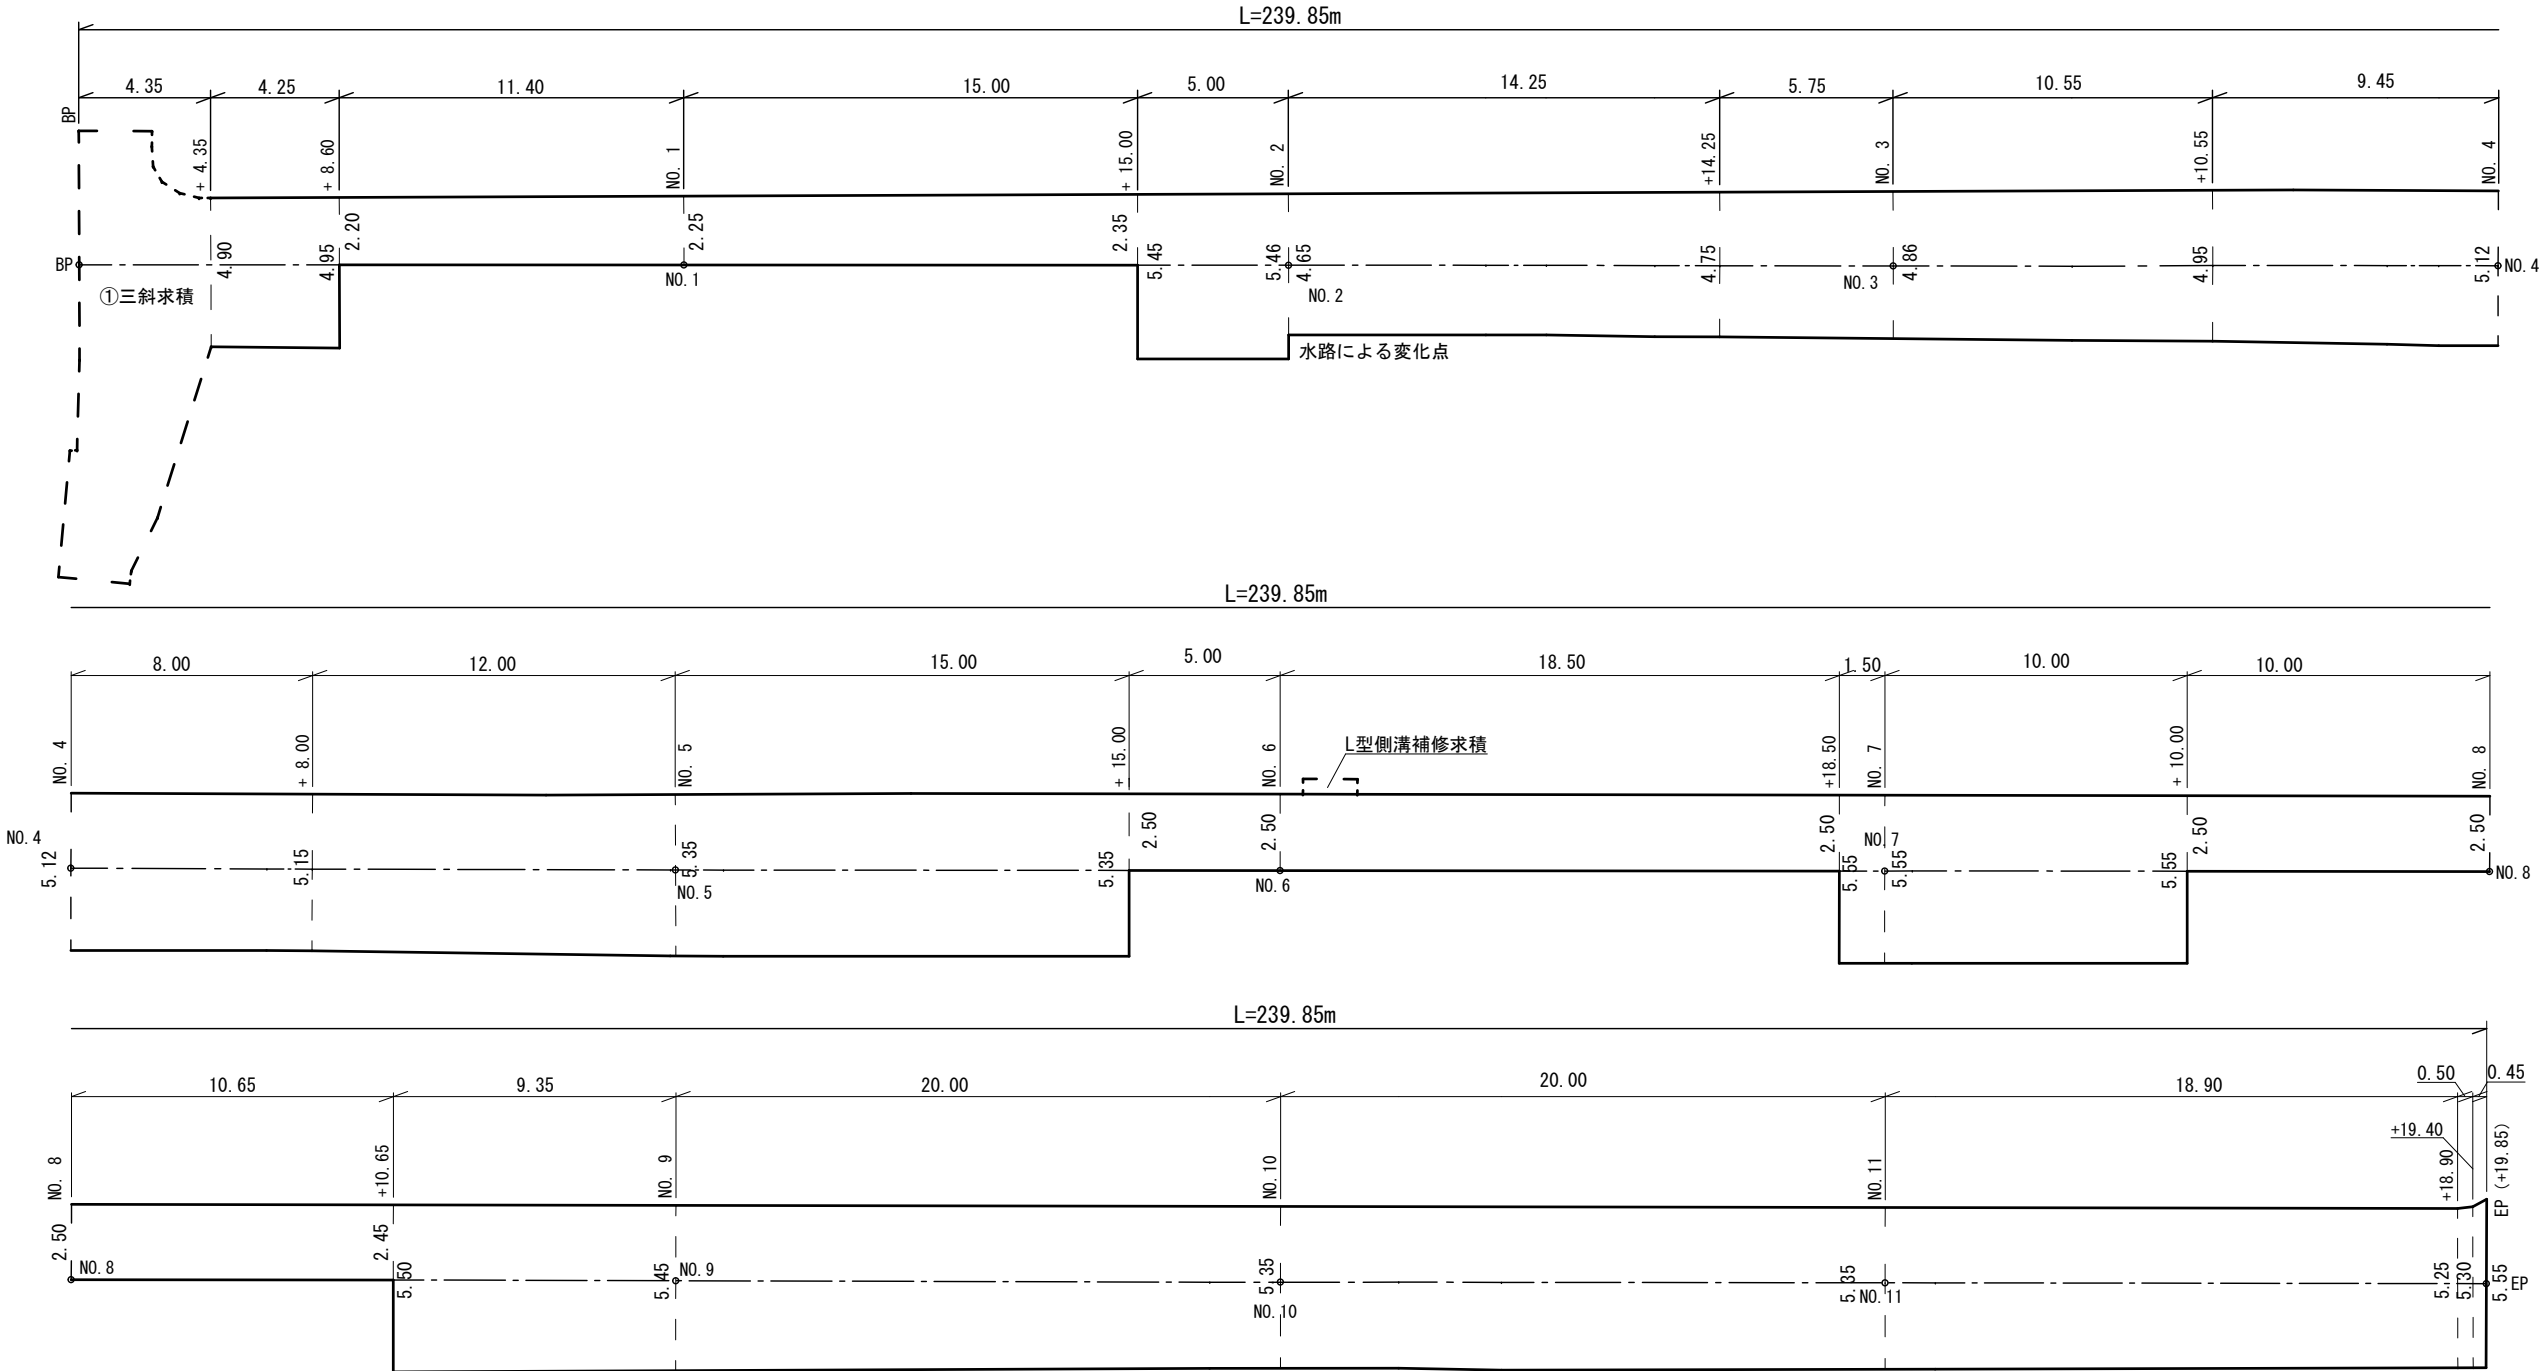 L=239.85m
4.35 4.25 11.40 15.00 5.00 14.25 5.75 10.55 9.45
BP + 4.35 + 8.60 NO. 1 + 15.00 NO. 2 +14.25 NO. 3 +10.55 NO. 4
4.90 4.95 2.20 2.25 2.35 5.45 5.46 4.65 4.75 4.86 4.95 5.12
BP NO. 1 NO. 2 NO. 3 NO. 4
①三斜求積
水路による変化点
L=239.85m
8.00 12.00 15.00 5.00 18.50 1.50 10.00 10.00
NO. 4 + 8.00 NO. 5 + 15.00 NO. 6 +18.50 NO. 7 + 10.00 NO. 8
L型側溝補修求積
5.12 5.15 5.35 5.35 2.50 2.50 2.50 5.55 5.55 5.55 2.50 2.50
NO. 4 NO. 5 NO. 6 NO. 7 NO. 8
L=239.85m
10.65 9.35 20.00 20.00 18.90 0.50 0.45
NO. 8 +10.65 NO. 9 NO. 10 NO. 11 +18.90 +19.40 EP (+19.85)
2.50 2.45 5.50 5.45 5.35 5.35 5.25 5.30 5.55
NO. 8 NO. 9 NO. 10 NO. 11 EP